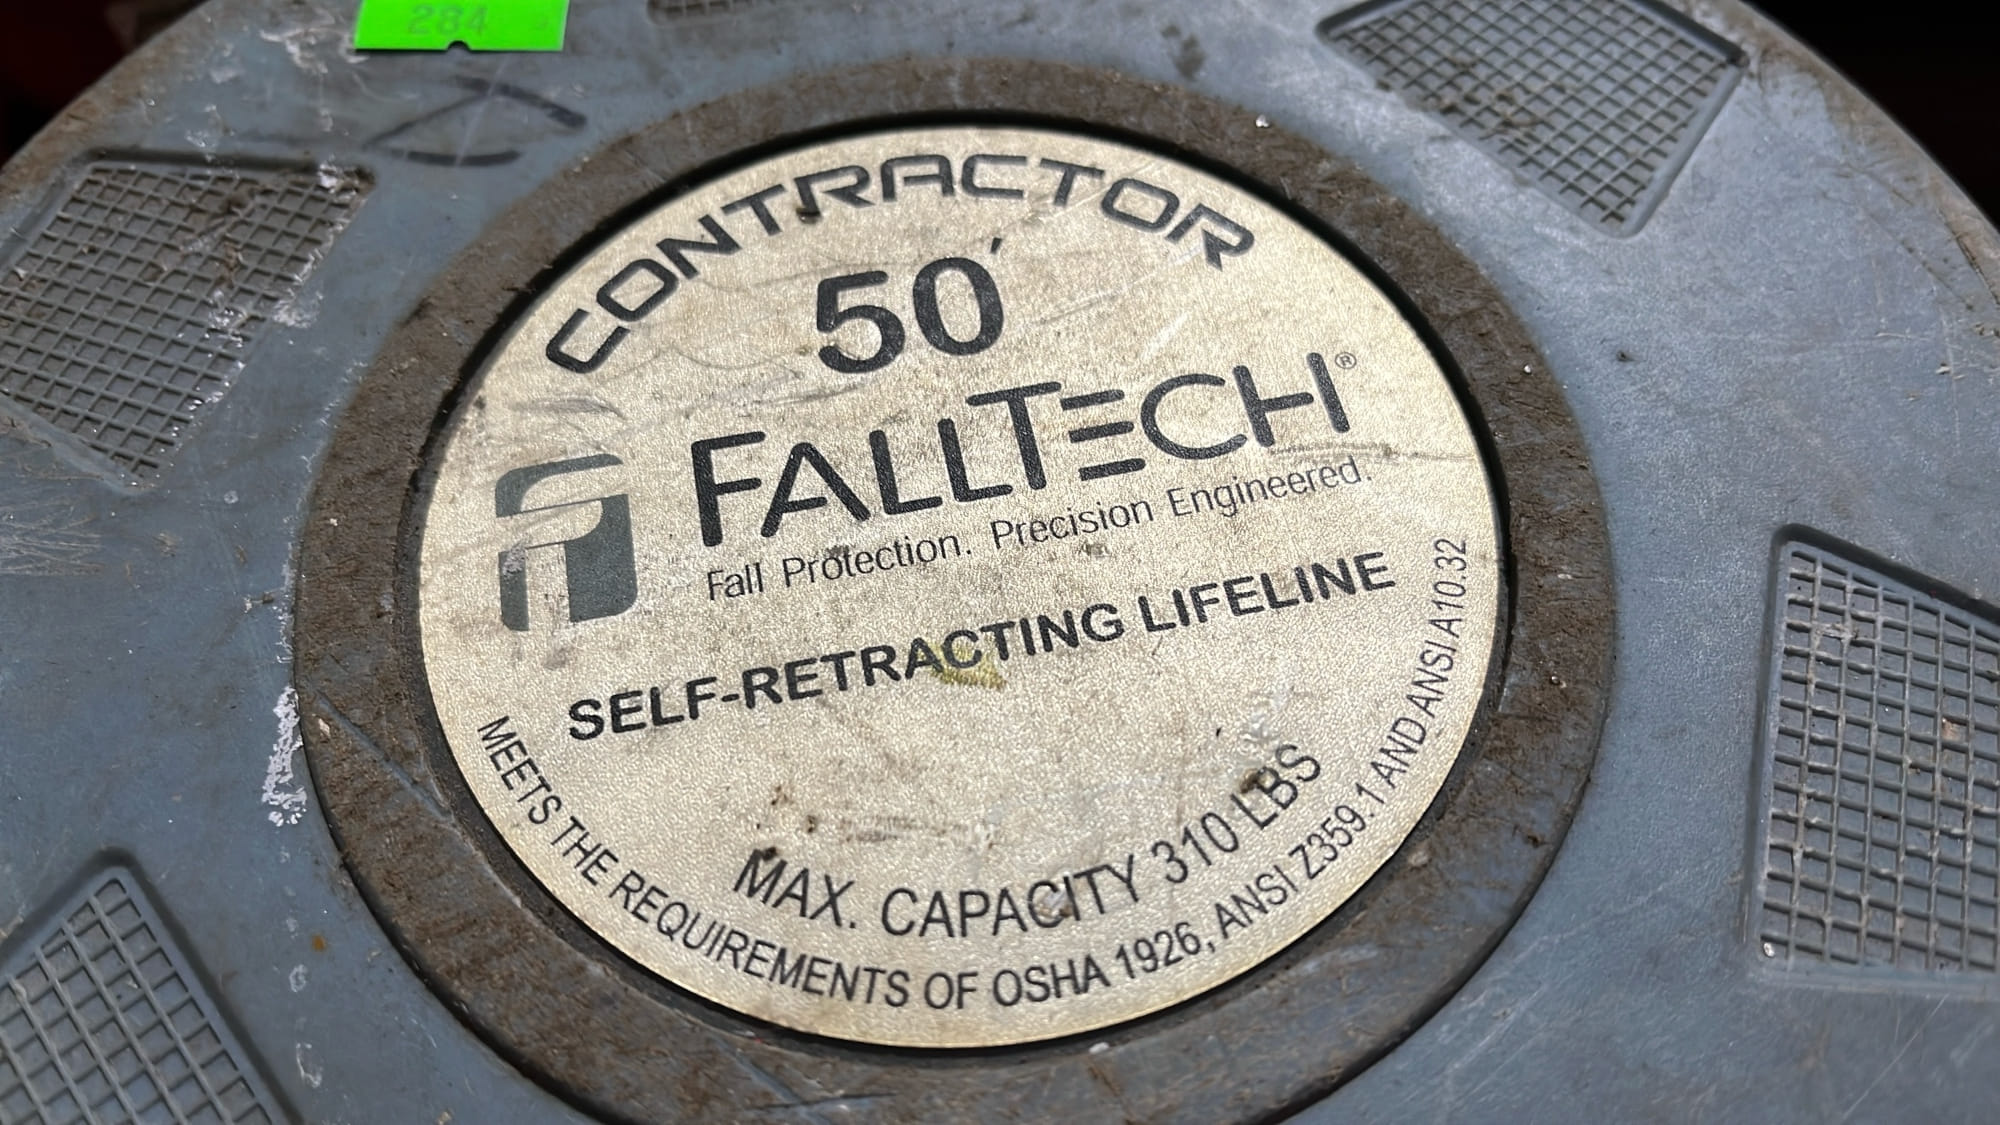 284
CONTRACTOR
50'
FALLTECH®
Fall Protection. Precision Engineered.
SELF-RETRACTING LIFELINE
MAX. CAPACITY 310 LBS
MEETS THE REQUIREMENTS OF OSHA 1926, ANSI Z359.1 AND ANSI A10.32